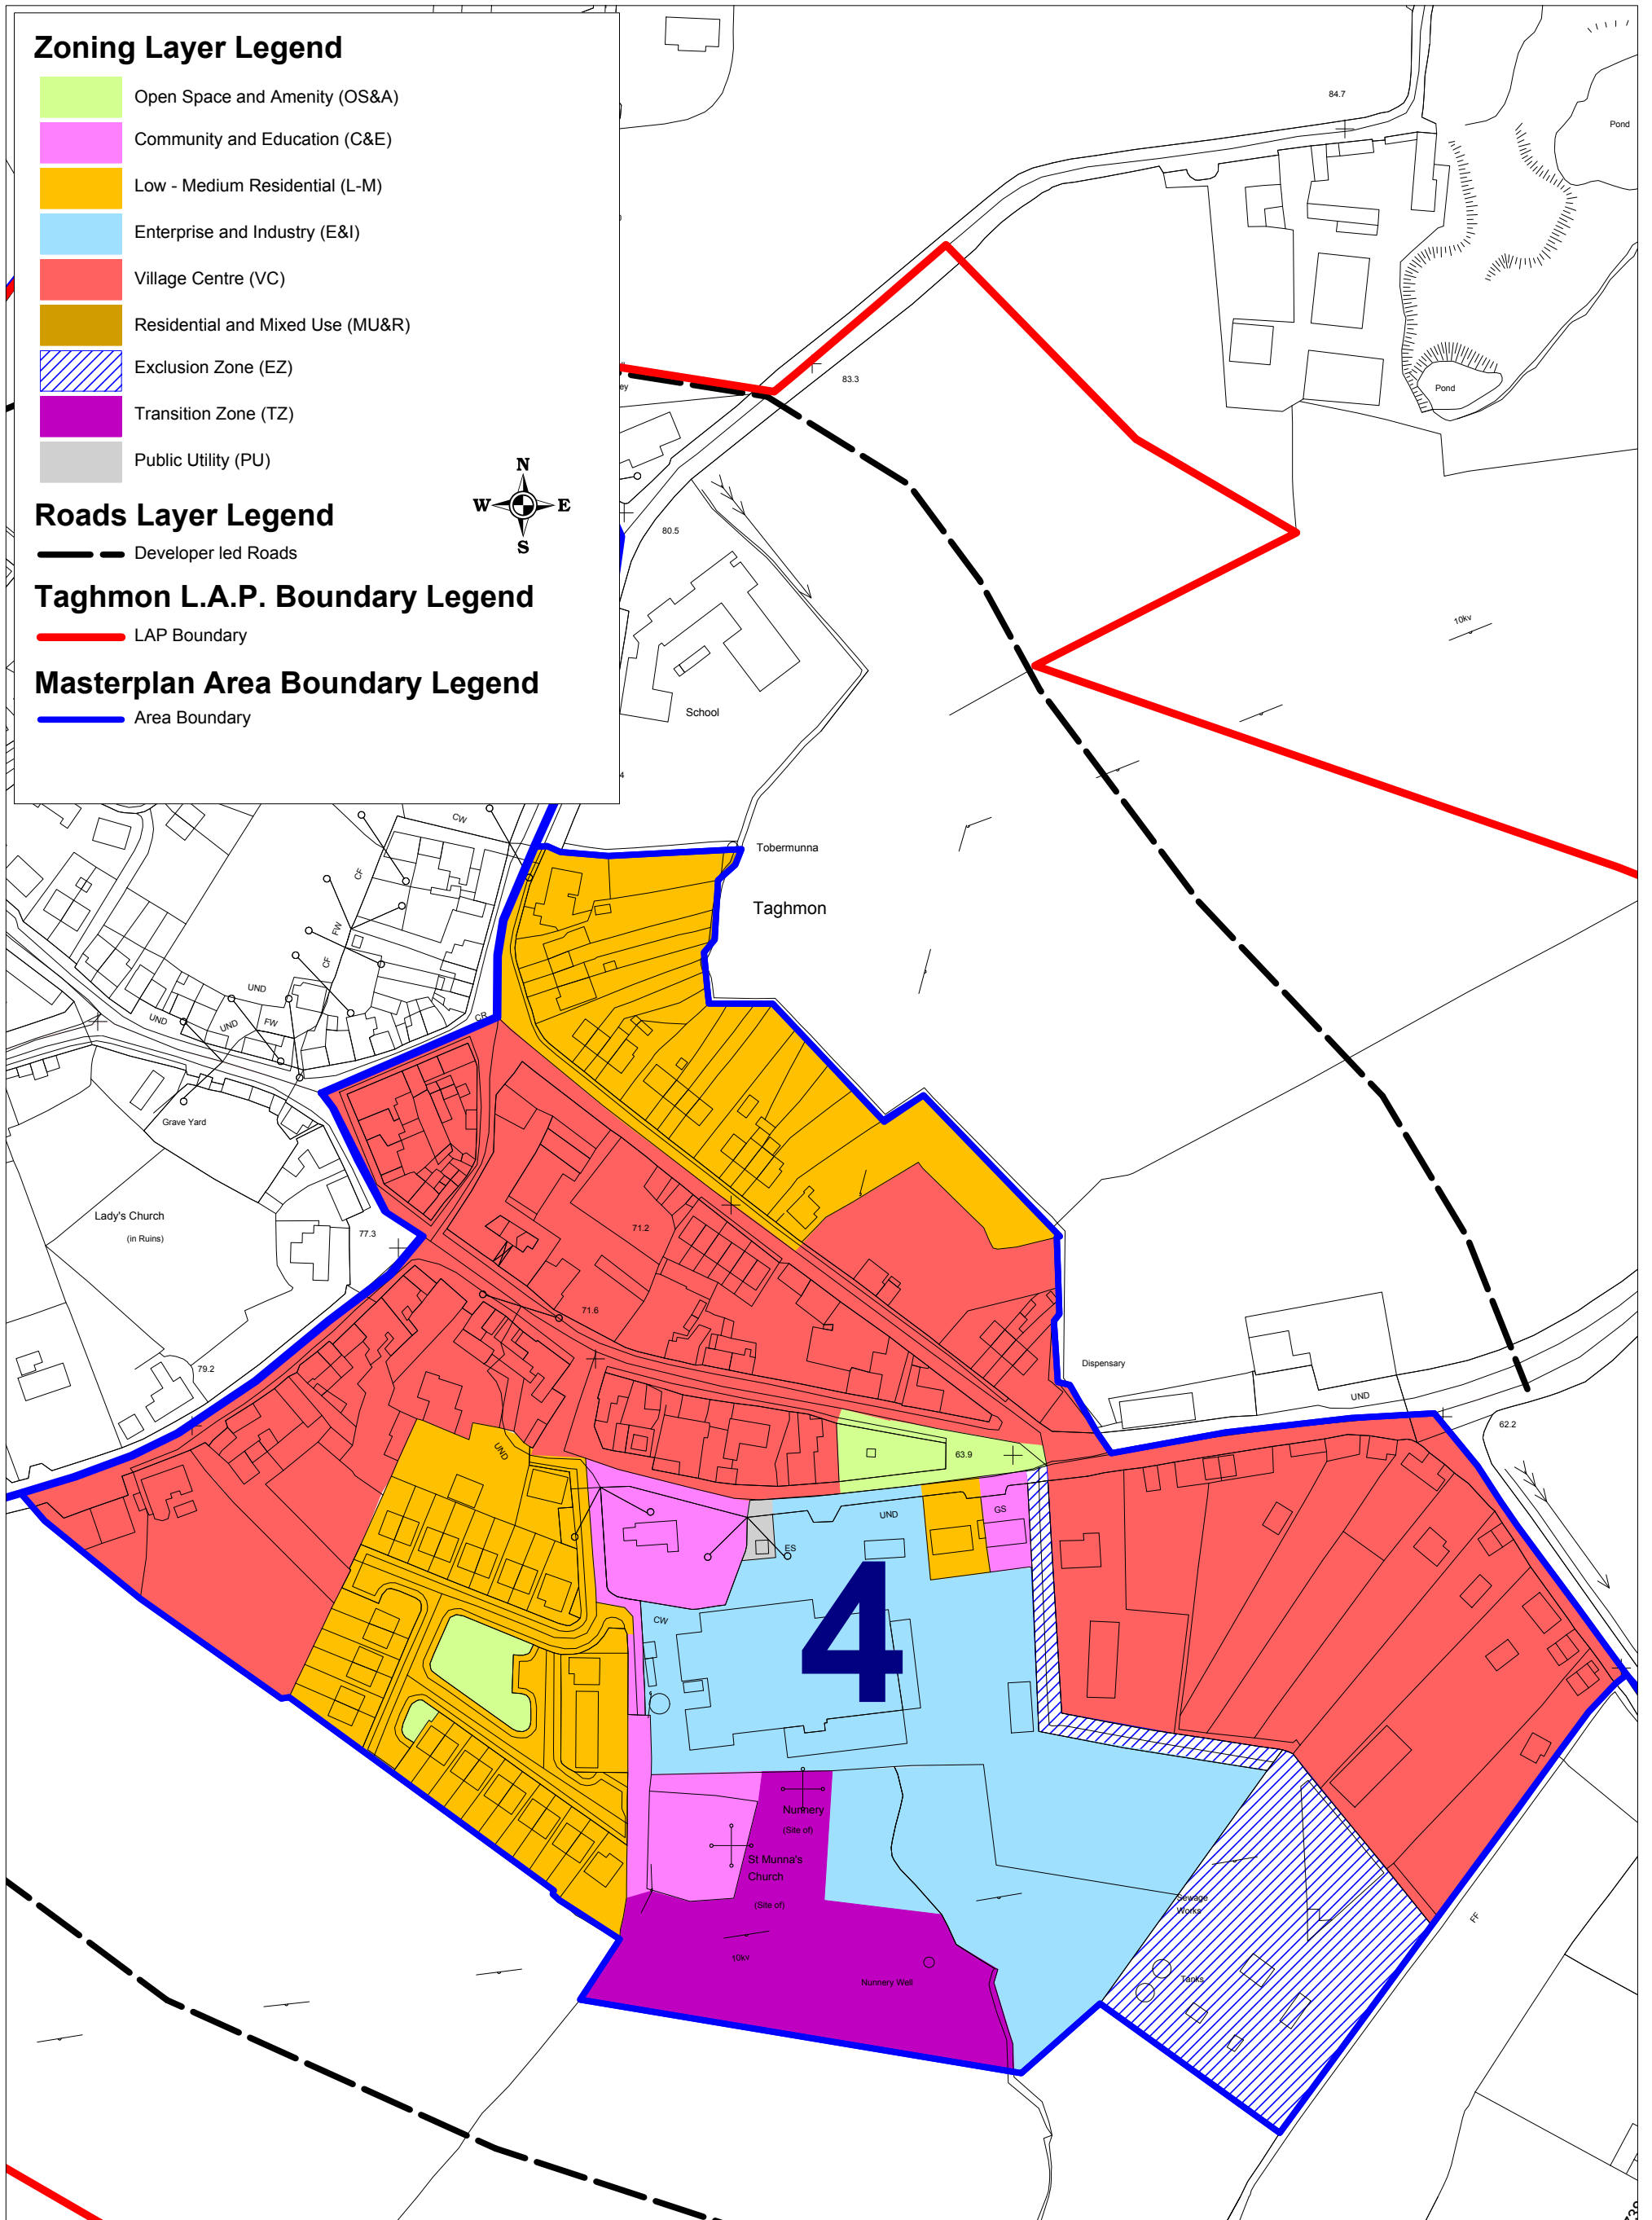 Zoning Layer Legend
Open Space and Amenity (OS&A)
Community and Education (C&E)
Low - Medium Residential (L-M)
Enterprise and Industry (E&I)
Village Centre (VC)
Residential and Mixed Use (MU&R)
Exclusion Zone (EZ)
Transition Zone (TZ)
Public Utility (PU)
N
W E
S
Roads Layer Legend
Developer led Roads
Taghmon L.A.P. Boundary Legend
LAP Boundary
Masterplan Area Boundary Legend
Area Boundary
84.7
Pond
83.3
Pond
ey
80.5
10kv
School
4
CW
Tobermunna
CF
Taghmon
FW
CF
UND
UND
UND
FW
CR
Grave Yard
Lady's Church
(in Ruins)
77.3
71.2
71.6
79.2
Dispensary
UND
62.2
UND
63.9
GS
UND
ES
4
CW
Nunnery
(Site of)
St Munna's
Church
(Site of)
Sewage
Works
FF
10kv
Nunnery Well
Tanks